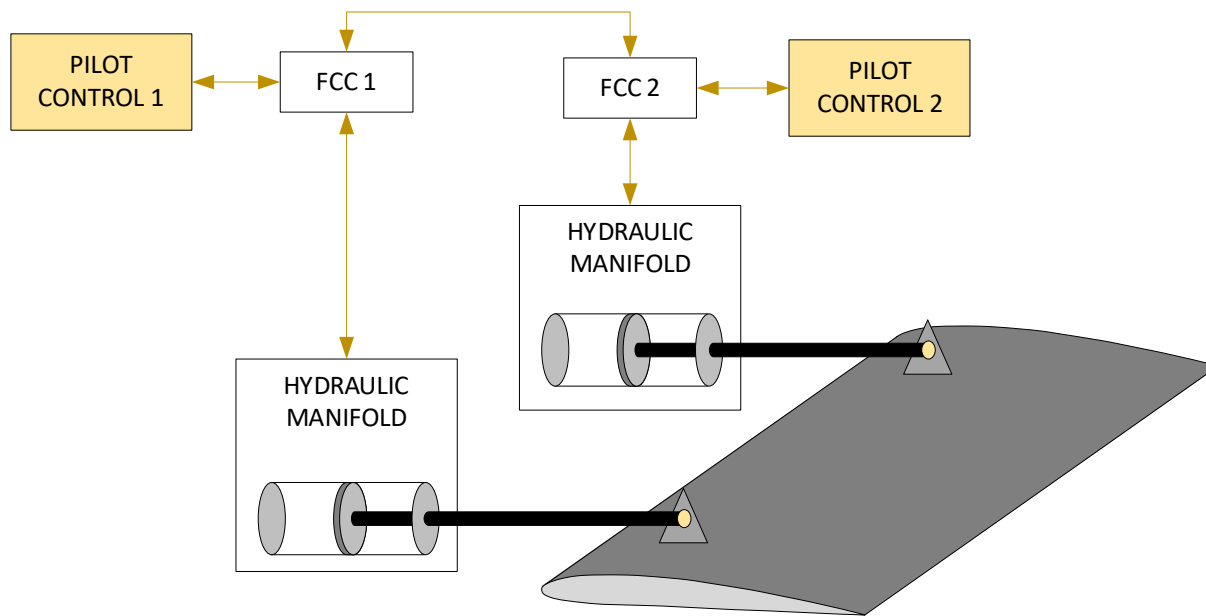 PILOT
CONTROL 1
FCC 1
FCC 2
PILOT
CONTROL 2
HYDRAULIC
MANIFOLD
HYDRAULIC
MANIFOLD